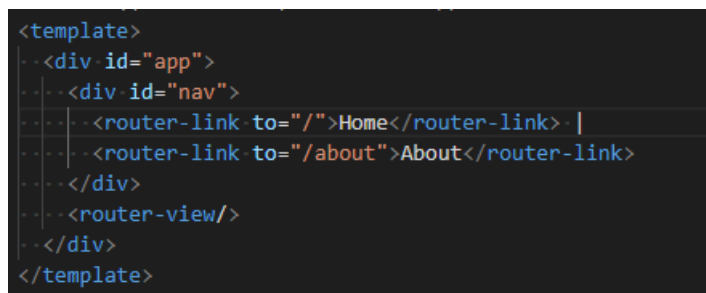 <template>
  <div id="app">
    <div id="nav">
      <router-link to="/">Home</router-link> |
      <router-link to="/about">About</router-link>
    </div>
    <router-view/>
  </div>
</template>